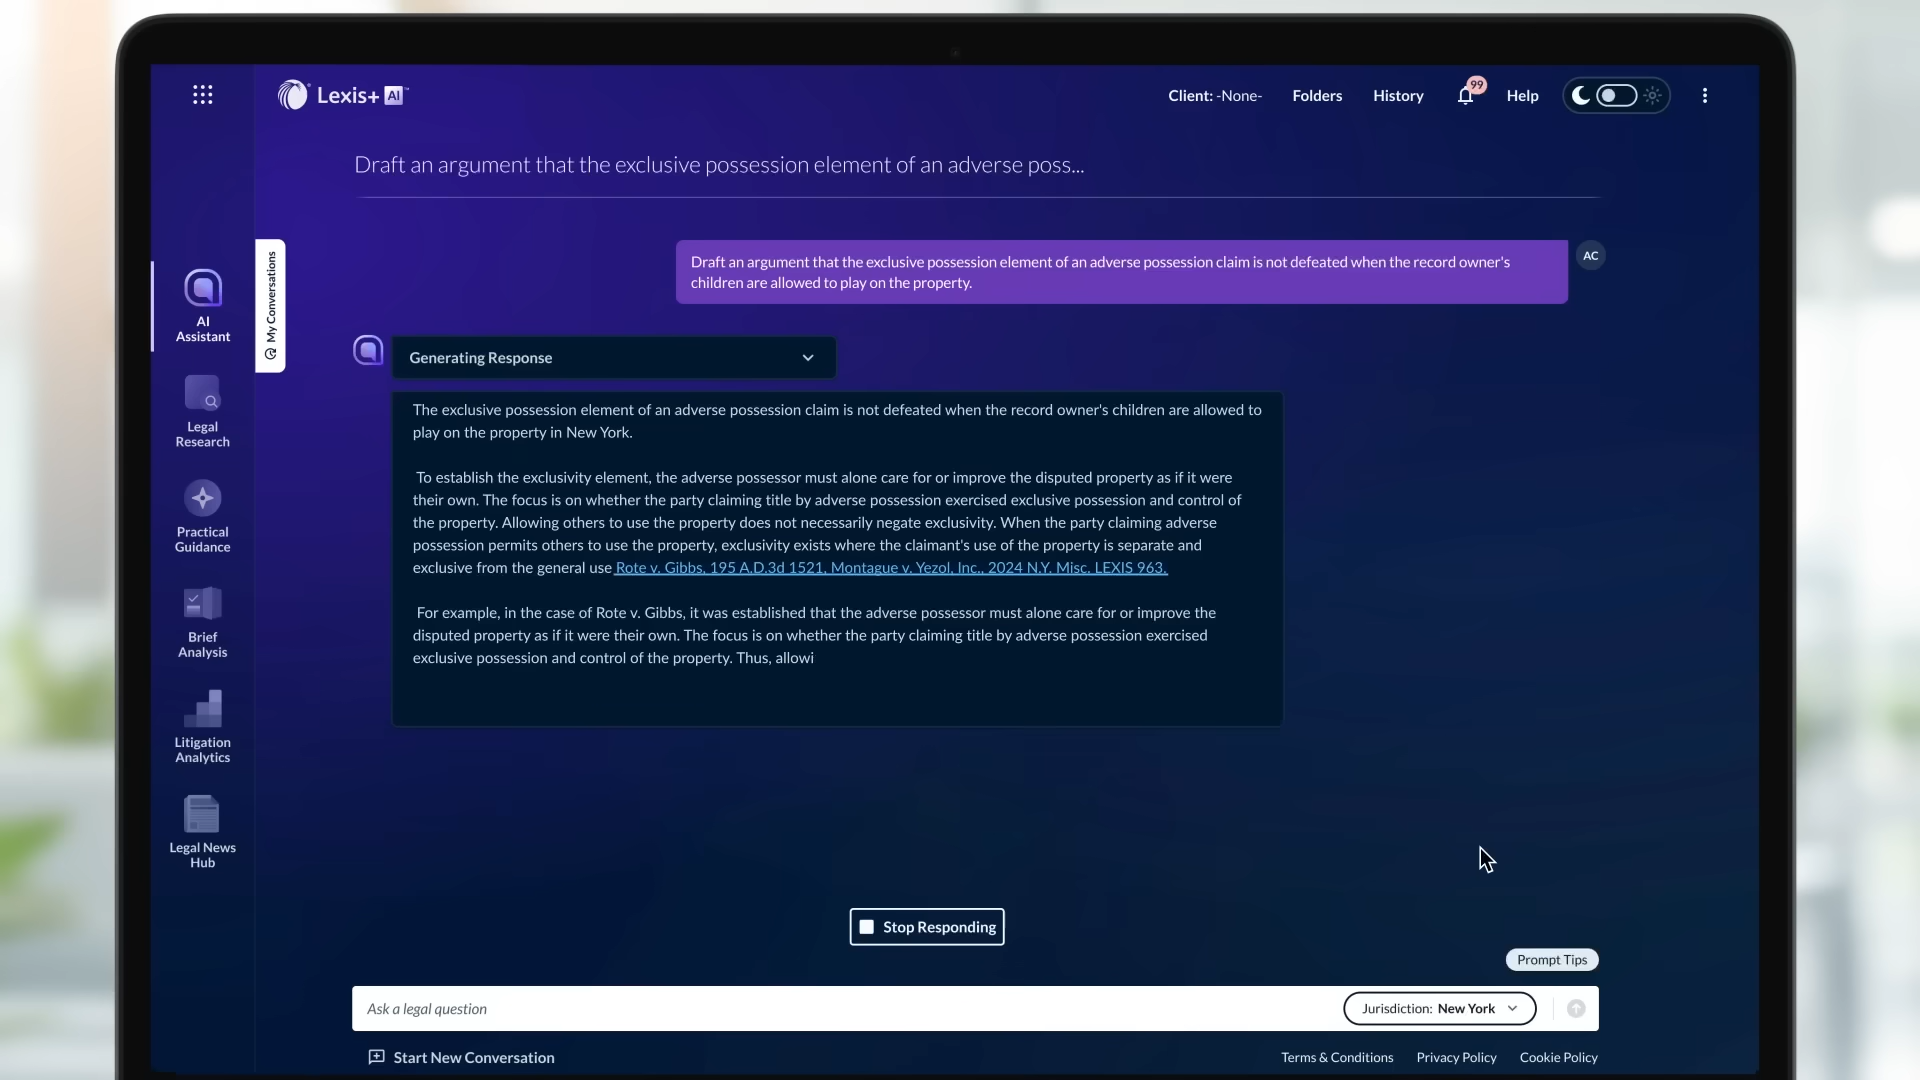 Lexis+ AI™
Client: -None-
Folders
History
99
Help
Draft an argument that the exclusive possession element of an adverse poss...
My Conversations
AI
Assistant
Legal
Research
Practical
Guidance
Brief
Analysis
Litigation
Analytics
Legal News
Hub
Draft an argument that the exclusive possession element of an adverse possession claim is not defeated when the record owner's
children are allowed to play on the property.
AC
Generating Response
The exclusive possession element of an adverse possession claim is not defeated when the record owner's children are allowed to
play on the property in New York.
To establish the exclusivity element, the adverse possessor must alone care for or improve the disputed property as if it were
their own. The focus is on whether the party claiming title by adverse possession exercised exclusive possession and control of
the property. Allowing others to use the property does not necessarily negate exclusivity. When the party claiming adverse
possession permits others to use the property, exclusivity exists where the claimant's use of the property is separate and
exclusive from the general use Rote v. Gibbs, 195 A.D.3d 1521, Montague v. Yezol, Inc., 2024 N.Y. Misc. LEXIS 963.
For example, in the case of Rote v. Gibbs, it was established that the adverse possessor must alone care for or improve the
disputed property as if it were their own. The focus is on whether the party claiming title by adverse possession exercised
exclusive possession and control of the property. Thus, allowi
Stop Responding
Prompt Tips
Ask a legal question
Jurisdiction: New York
Start New Conversation
Terms & Conditions
Privacy Policy
Cookie Policy